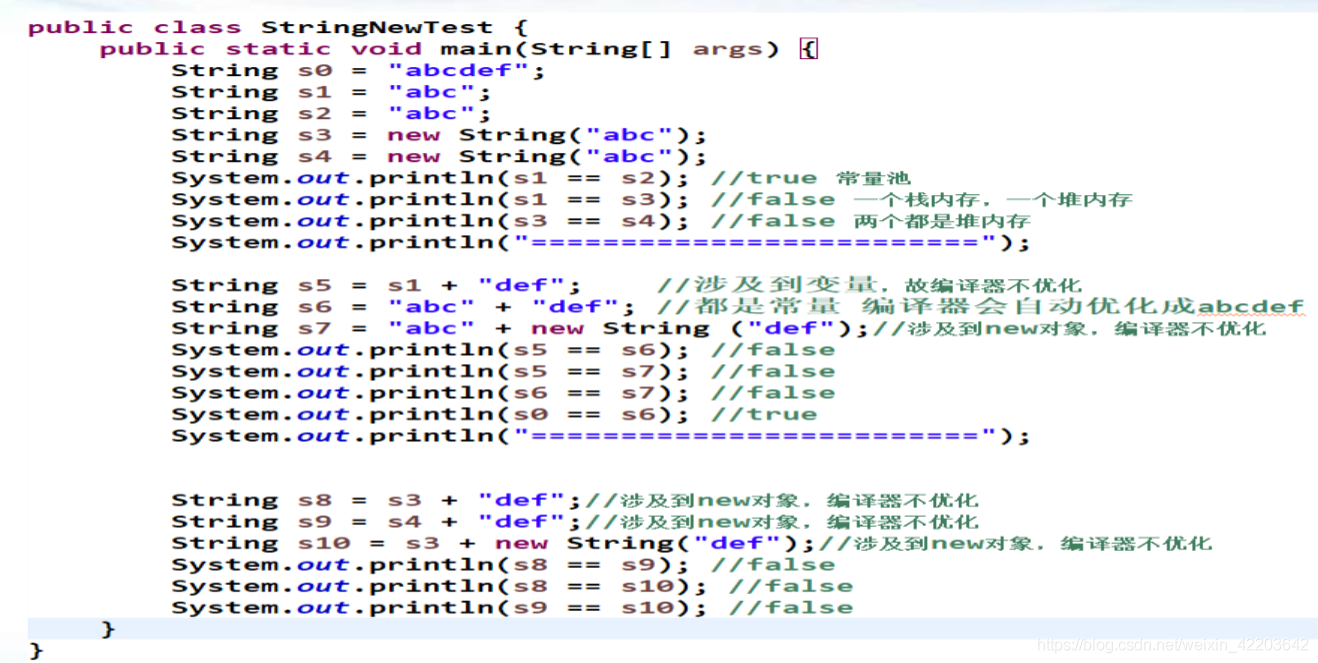 public class StringNewTest {
    public static void main(String[] args) {
        String s0 = "abcdef";
        String s1 = "abc";
        String s2 = "abc";
        String s3 = new String("abc");
        String s4 = new String("abc");
        System.out.println(s1 == s2); //true 常量池
        System.out.println(s1 == s3); //false 一个栈内存，一个堆内存
        System.out.println(s3 == s4); //false 两个都是堆内存
        System.out.println("=========================");
        String s5 = s1 + "def";    //涉及到变量，故编译器不优化
        String s6 = "abc" + "def"; //都是常量 编译器会自动优化成abcdef
        String s7 = "abc" + new String ("def");//涉及到new对象，编译器不优化
        System.out.println(s5 == s6); //false
        System.out.println(s5 == s7); //false
        System.out.println(s6 == s7); //false
        System.out.println(s0 == s6); //true
        System.out.println("=========================");
        String s8 = s3 + "def";//涉及到new对象，编译器不优化
        String s9 = s4 + "def";//涉及到new对象，编译器不优化
        String s10 = s3 + new String("def");//涉及到new对象，编译器不优化
        System.out.println(s8 == s9); //false
        System.out.println(s8 == s10); //false
        System.out.println(s9 == s10); //false
    }
}
https://blog.csdn.net/weixin_42203642